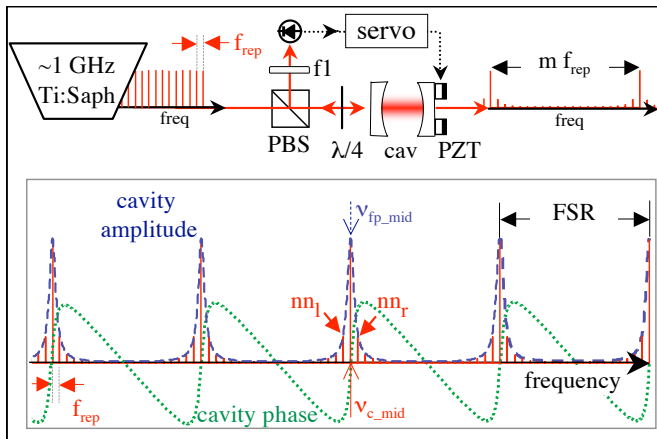 ~1 GHz
Ti:Saph
f_rep
freq
servo
f1
PBS
λ/4
cav
PZT
m f_rep
freq
cavity
amplitude
ν_fp_mid
FSR
nn_l
nn_r
frequency
f_rep
cavity phase
ν_c_mid